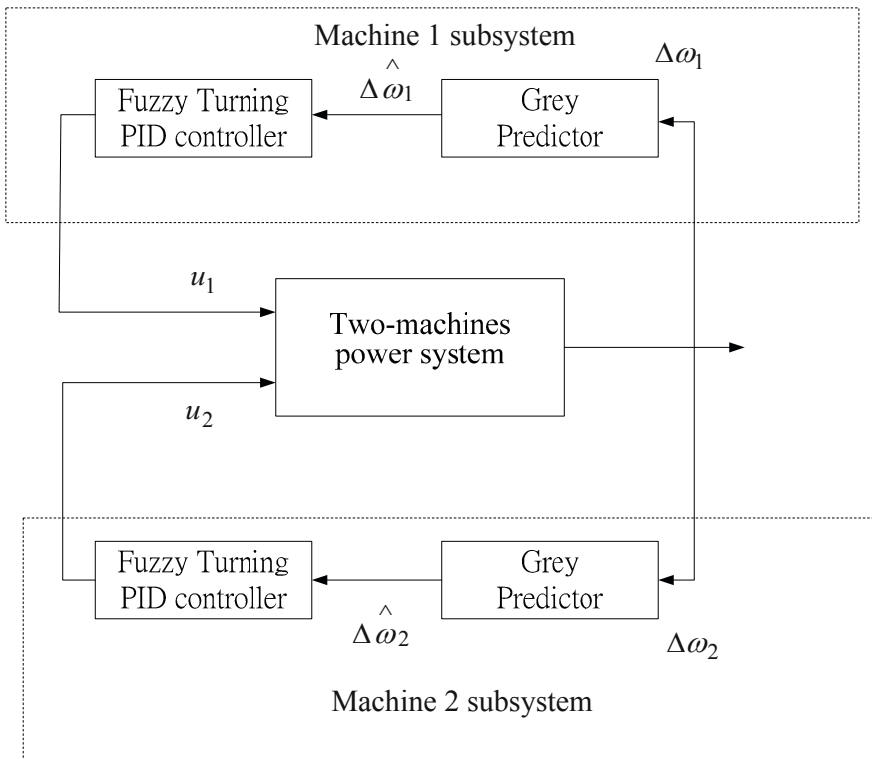 Machine 1 subsystem
Δω₁
^
Δω₁
Fuzzy Turning
PID controller
Grey
Predictor
u₁
Two-machines
power system
u₂
Fuzzy Turning
PID controller
Grey
Predictor
^
Δω₂
Δω₂
Machine 2 subsystem